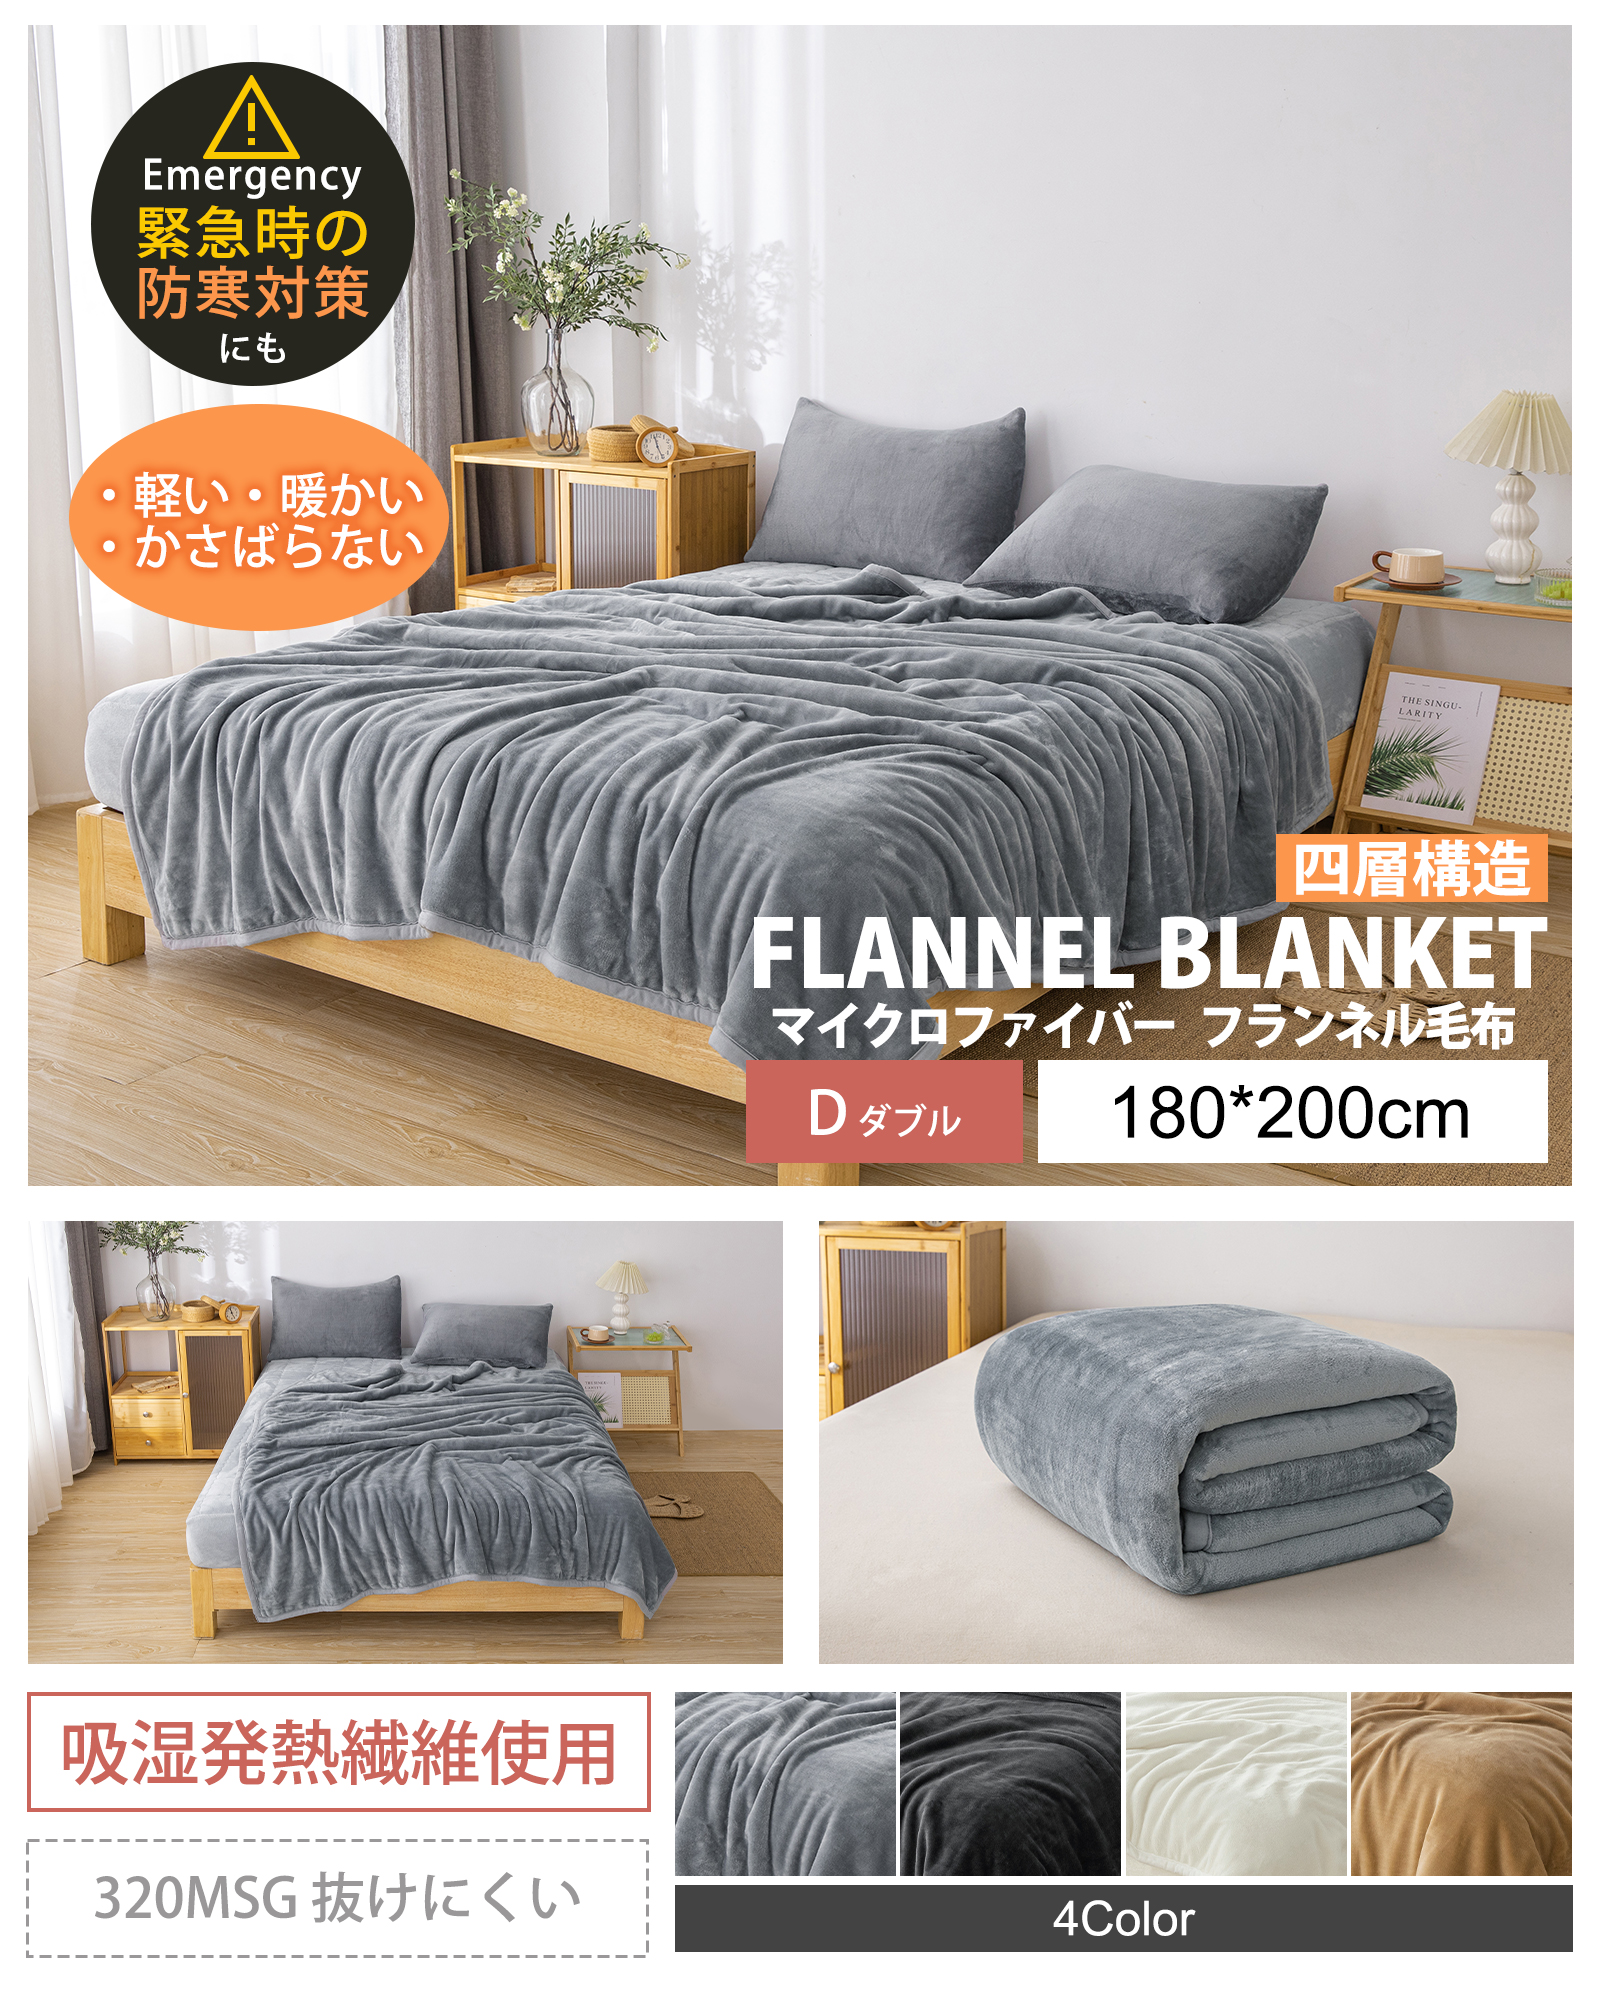 Emergency
緊急時の
防寒対策
にも
・軽い・暖かい
・かさばらない
THE SINGU-
LARITY
四層構造
FLANNEL BLANKET
マイクロファイバー フランネル毛布
D ダブル
180*200cm
吸湿発熱繊維使用
320MSG 抜けにくい
4Color